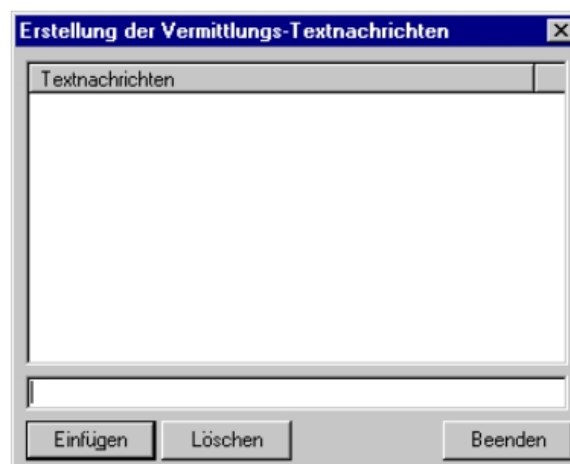 Erstellung der Vermittlungs-Textnachrichten
Textnachrichten
Einfügen Löschen Beenden